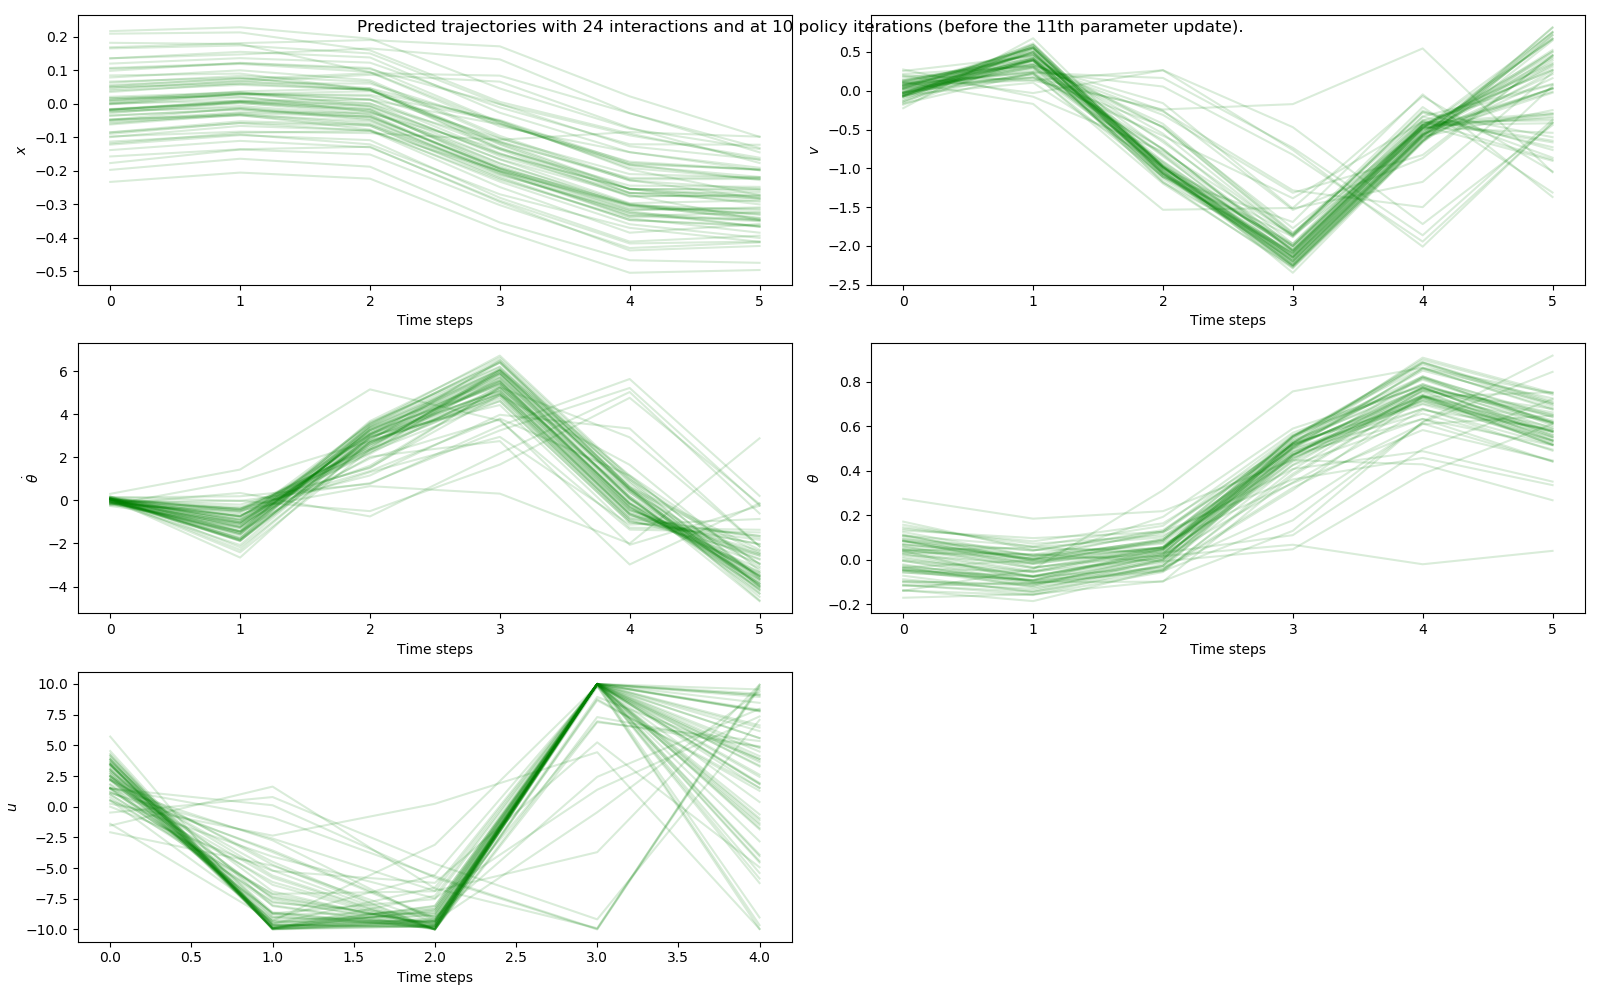 Predicted trajectories with 24 interactions and at 10 policy iterations (before the 11th parameter update).
0.2
0.1
0.0
−0.1
−0.2
−0.3
−0.4
−0.5
x
0 1 2 3 4 5
Time steps
0.5
0.0
−0.5
−1.0
−1.5
−2.0
−2.5
v
0 1 2 3 4 5
Time steps
6
4
2
0
−2
−4
θ̇
0 1 2 3 4 5
Time steps
0.8
0.6
0.4
0.2
0.0
−0.2
θ
0 1 2 3 4 5
Time steps
10.0
7.5
5.0
2.5
0.0
−2.5
−5.0
−7.5
−10.0
u
0.0 0.5 1.0 1.5 2.0 2.5 3.0 3.5 4.0
Time steps